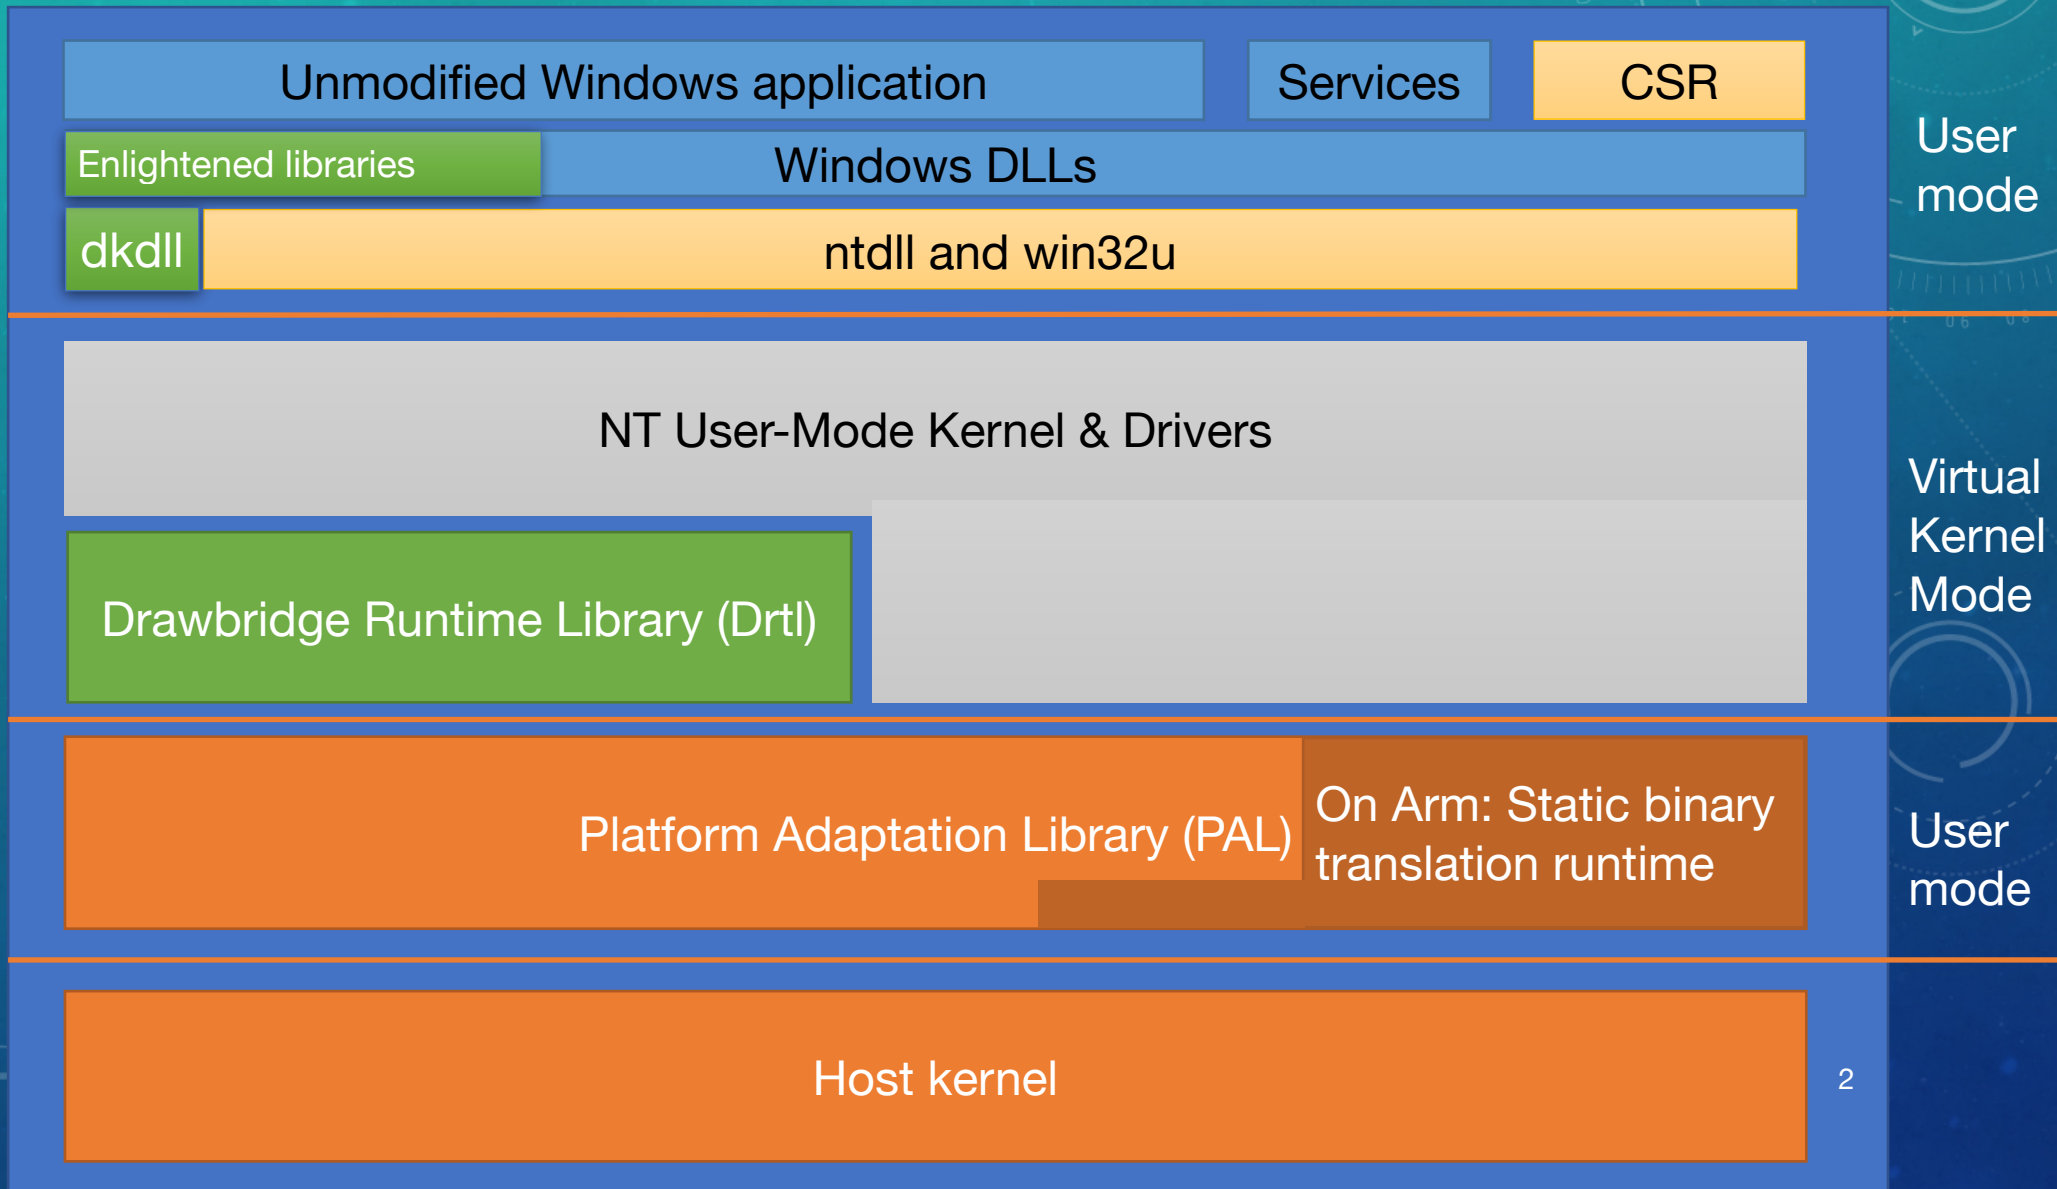 Unmodified Windows application
Services
CSR
Enlightened libraries
Windows DLLs
User
mode
dkdll
ntdll and win32u
NT User-Mode Kernel & Drivers
Virtual
Kernel
Mode
Drawbridge Runtime Library (Drtl)
Platform Adaptation Library (PAL)
On Arm: Static binary
translation runtime
User
mode
Host kernel
2